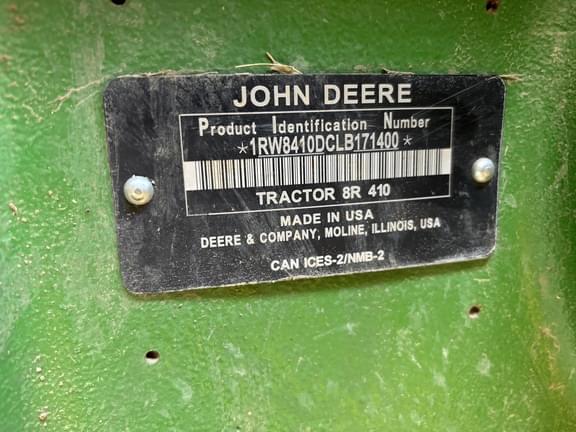 JOHN DEERE
Product Identification Number
*1RW8410DCLB171400*
TRACTOR 8R 410
MADE IN USA
DEERE & COMPANY, MOLINE, ILLINOIS, USA
CAN ICES-2/NMB-2